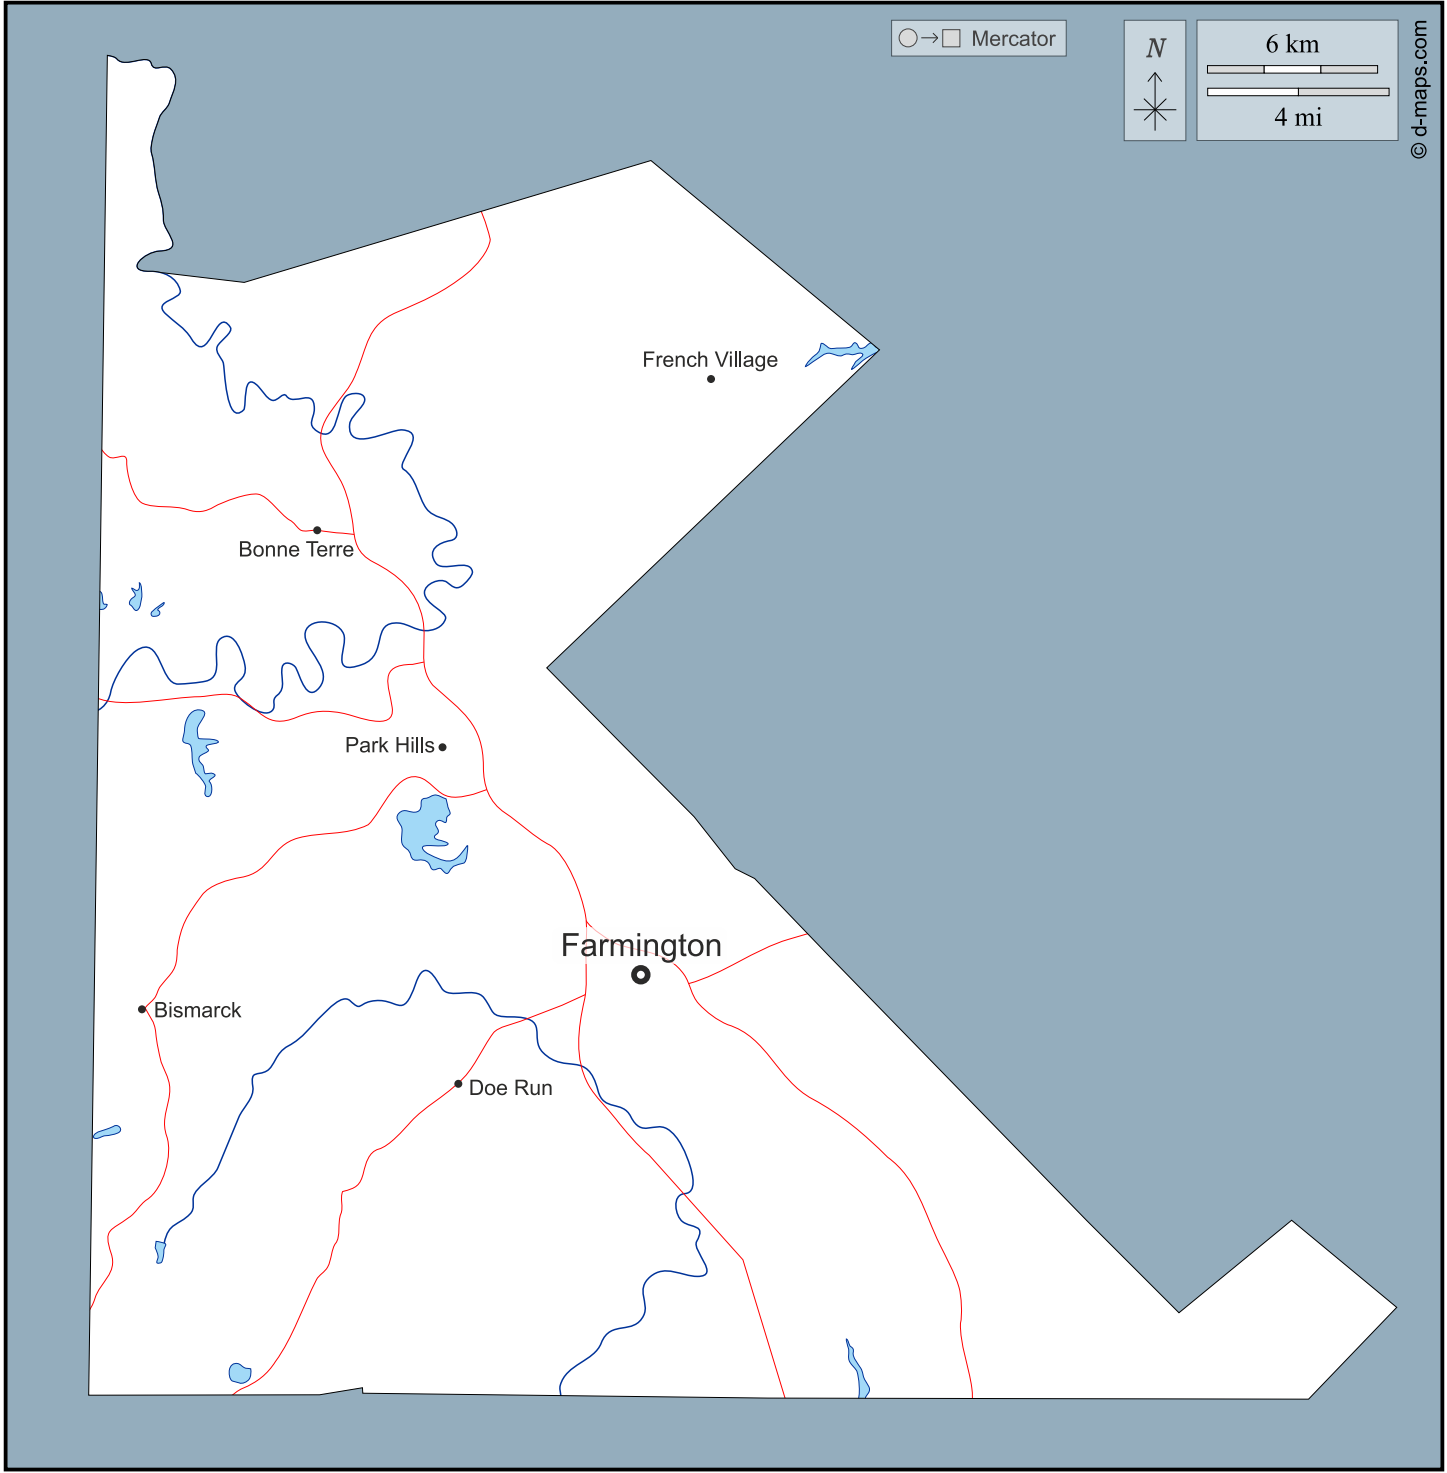 Mercator
N
6 km
4 mi
© d-maps.com
French Village
Bonne Terre
Park Hills
Farmington
Bismarck
Doe Run